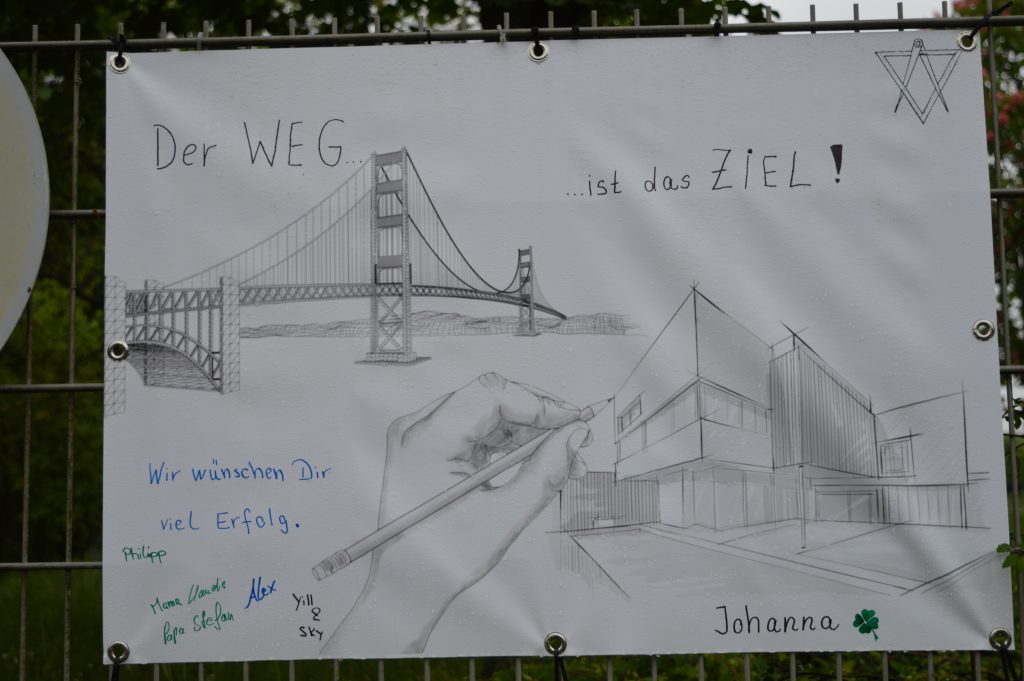 Der WEG...
...ist das ZIEL!
Wir wünschen Dir
viel Erfolg.
Philipp
Mama Claudia
Papa Stefan
Alex
Yill
&
Sky
Johanna